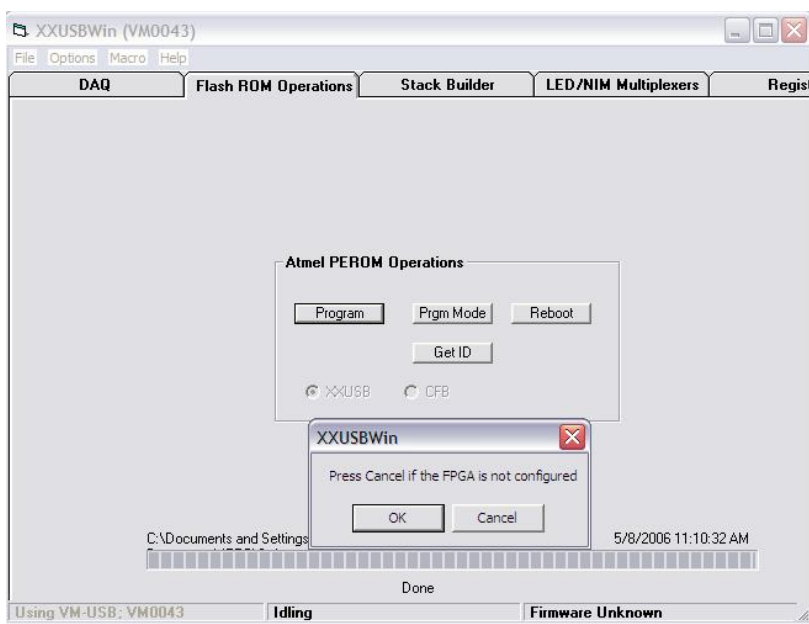 XXUSBWin (VM0043)
File Options Macro Help
DAQ Flash ROM Operations Stack Builder LED/NIM Multiplexers Regis
Atmel PEROM Operations
Program Prgm Mode Reboot
Get ID
XXUSB CFB
XXUSBWin
Press Cancel if the FPGA is not configured
OK Cancel
C:\Documents and Settings 5/8/2006 11:10:32 AM
Done
Using VM-USB; VM0043 Idling Firmware Unknown